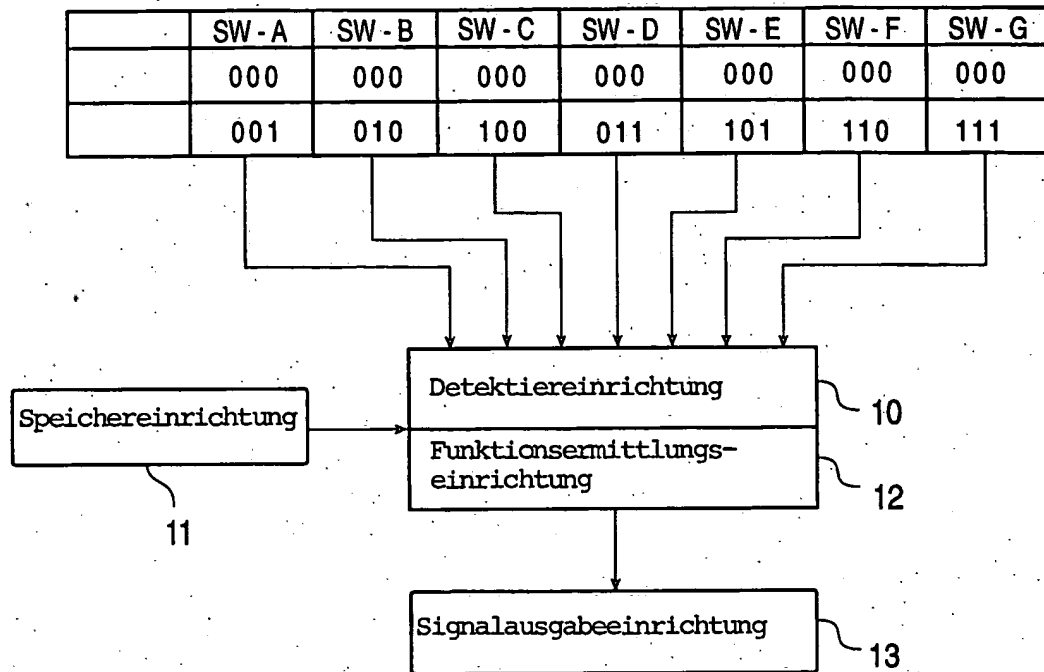 SW-A SW-B SW-C SW-D SW-E SW-F SW-G
000 000 000 000 000 000 000
001 010 100 011 101 110 111
Detektiereinrichtung
10
Speichereinrichtung
Funktionsermittlungs-
einrichtung
12
11
Signalausgabeeinrichtung
13